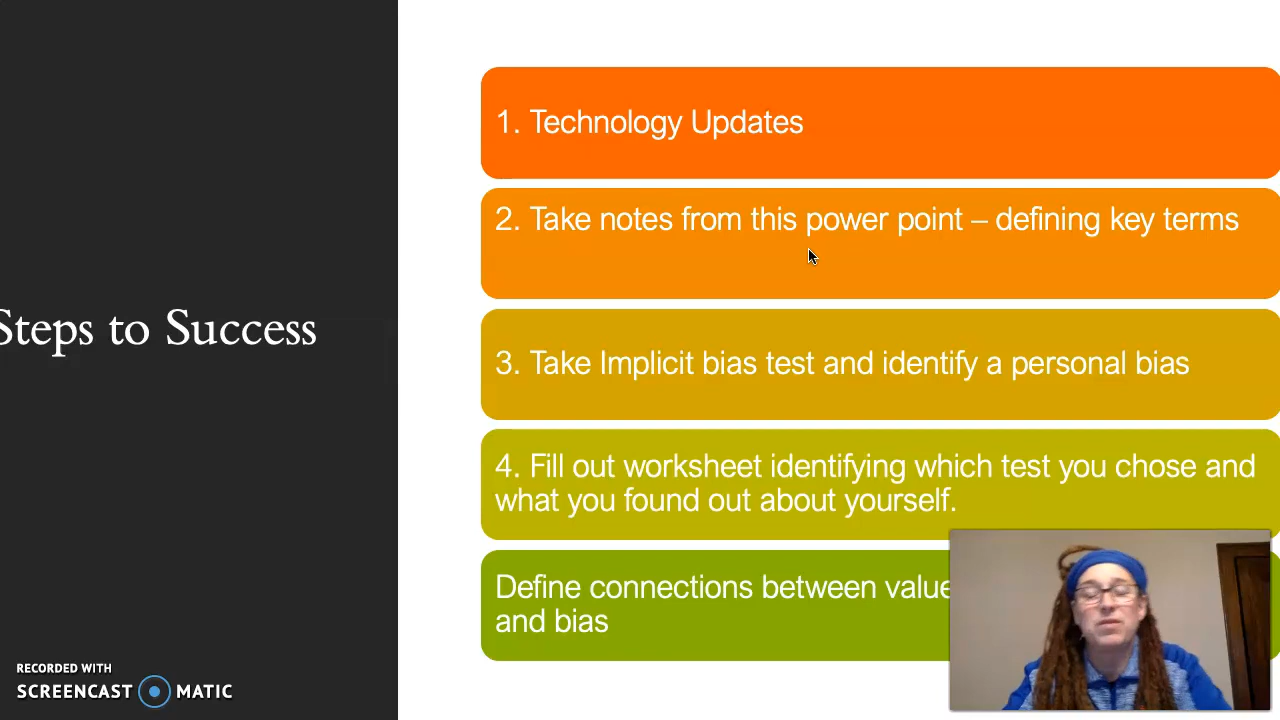 1. Technology Updates
2. Take notes from this power point – defining key terms
Steps to Success
3. Take Implicit bias test and identify a personal bias
4. Fill out worksheet identifying which test you chose and
what you found out about yourself.
Define connections between value
and bias
RECORDED WITH
SCREENCAST MATIC